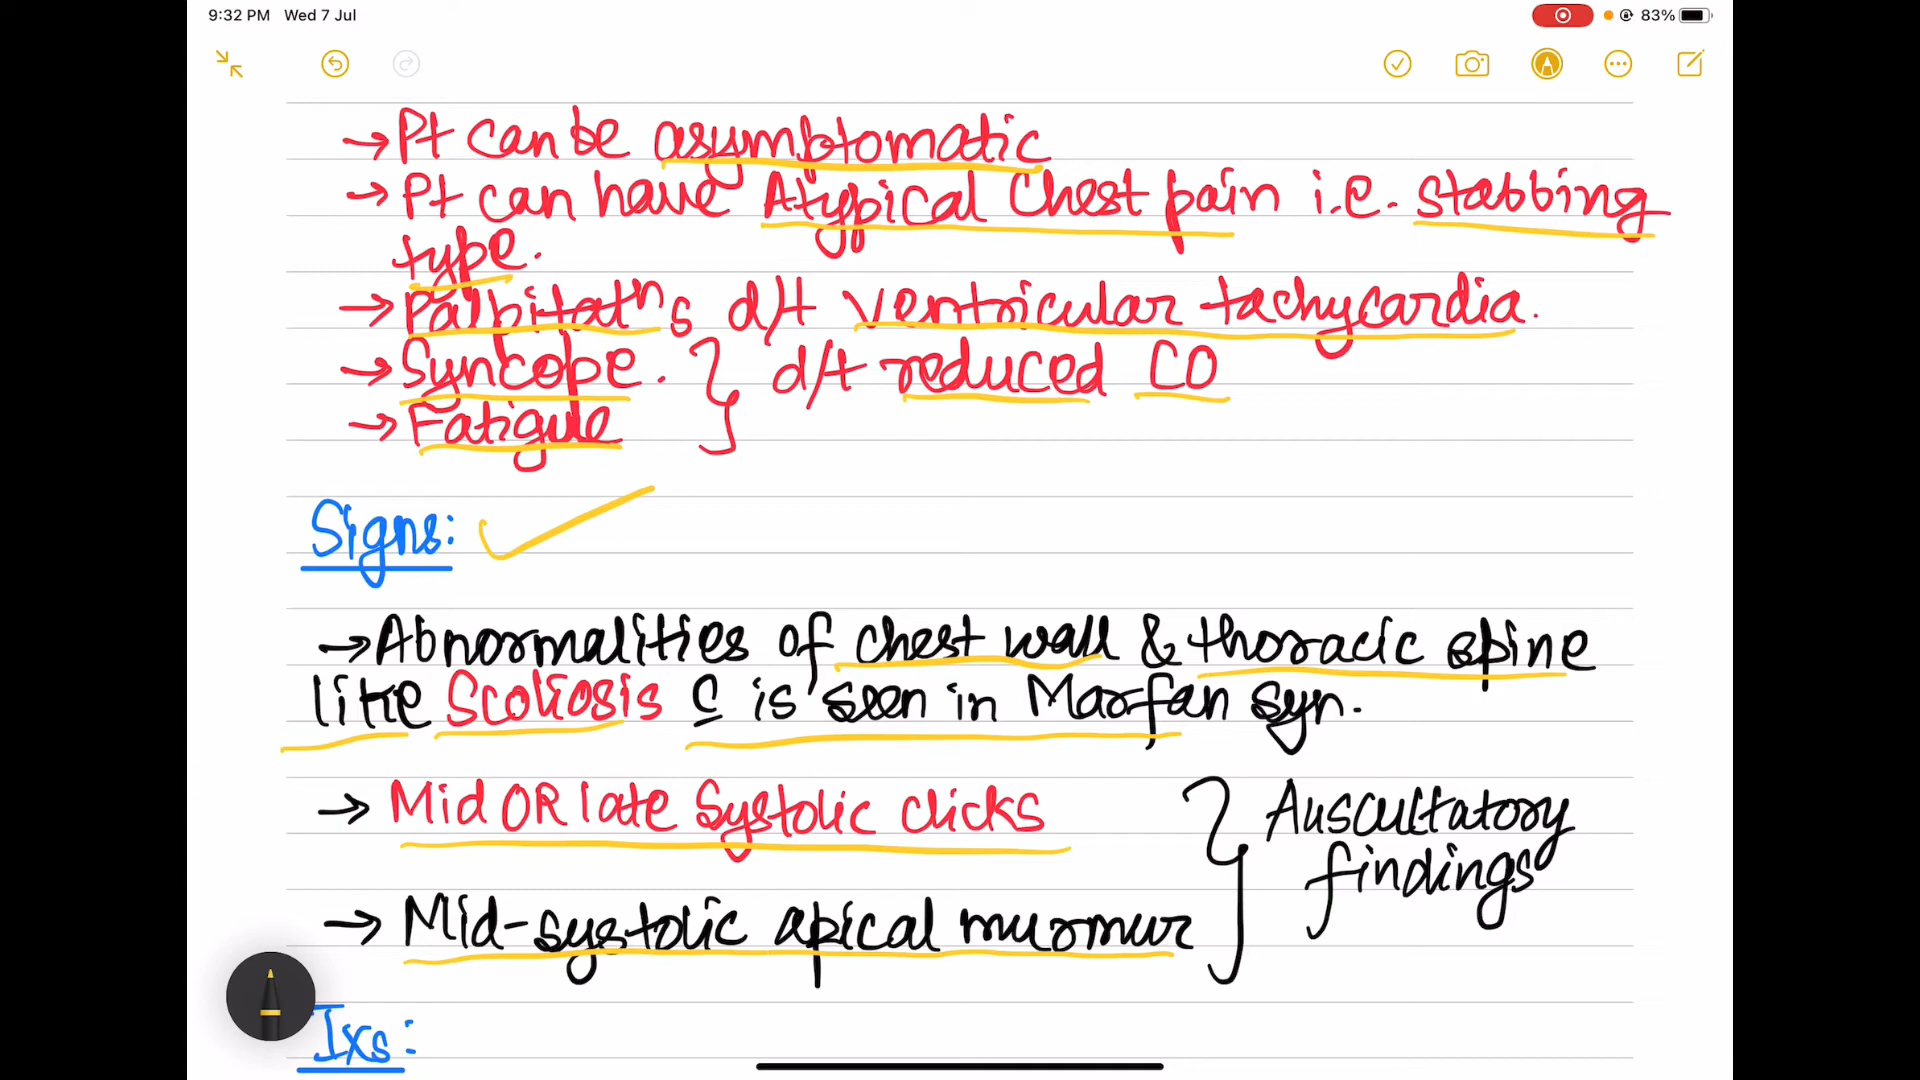 9:32 PM Wed 7 Jul
83%
→ Pt can be asymptomatic
→ Pt can have Atypical Chest pain i.e. stabbing
type.
→ Palpitatⁿs d/t ventricular tachycardia.
→ Syncope. } d/t reduced CO
→ Fatigue
Signs:
→ Abnormalities of chest wall & thoracic spine
like Scoliosis c̲ is seen in Marfan syn.
→ Mid OR late Systolic clicks } Auscultatory
findings
→ Mid-systolic apical murmur
Ixs: